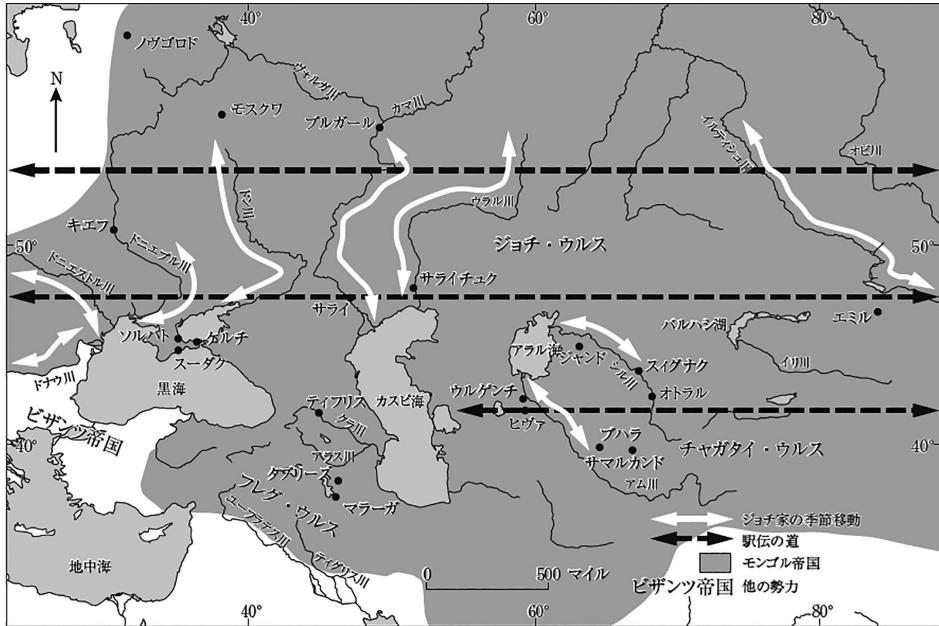 40°
60°
80°
ノヴゴロド
N
ヴォルガ川
カマ川
モスクワ
ブルガール
イルティシュ川
オビ川
ドン川
ウラル川
キエフ
50°
ドニエストル川
ドニエプル川
ジョチ・ウルス
50°
サライチュク
サライ
エミル
バルハシ湖
ソルハト
ケルチ
スーダク
アラル海
ジャンド
シル川
スィグナク
イリ川
ドナウ川
黒海
カスピ海
ウルゲンチ
オトラル
ティフリス
クラ川
ヒヴァ
ビザンツ帝国
40°
ブハラ
サマルカンド
チャガタイ・ウルス
40°
アラス川
タブリーズ
アム川
フレグ・ウルス
マラーガ
ユーフラテス川
ティグリス川
地中海
ジョチ家の季節移動
駅伝の道
モンゴル帝国
ビザンツ帝国 他の勢力
0 500 マイル
40°
60°
80°